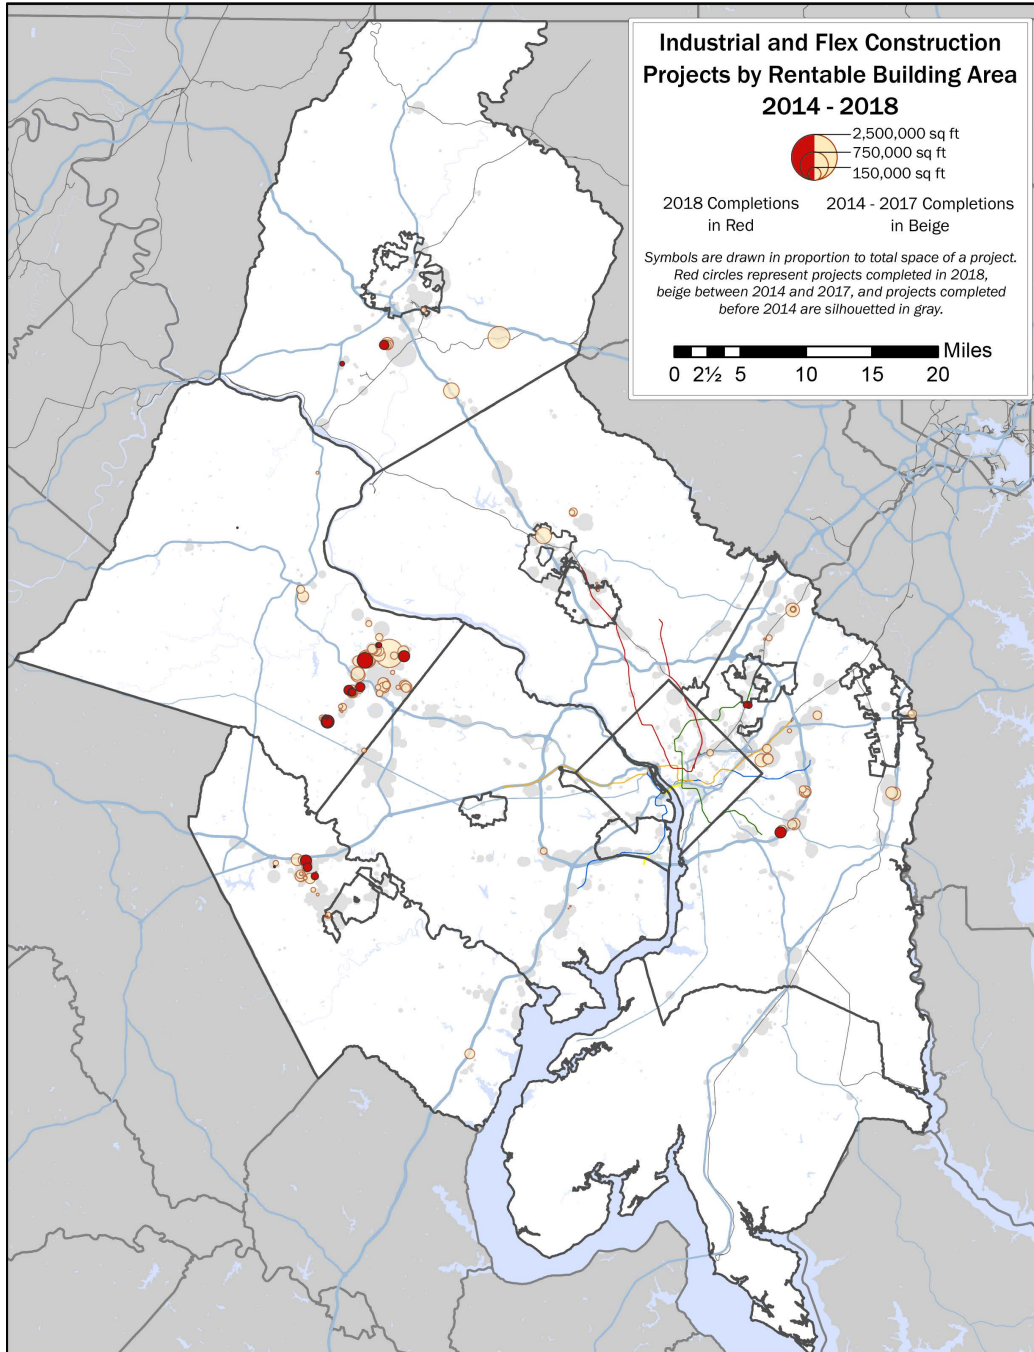 Industrial and Flex Construction
Projects by Rentable Building Area
2014 - 2018
2,500,000 sq ft
750,000 sq ft
150,000 sq ft
2018 Completions
in Red
2014 - 2017 Completions
in Beige
Symbols are drawn in proportion to total space of a project.
Red circles represent projects completed in 2018,
beige between 2014 and 2017, and projects completed
before 2014 are silhouetted in gray.
Miles
0 2½ 5 10 15 20